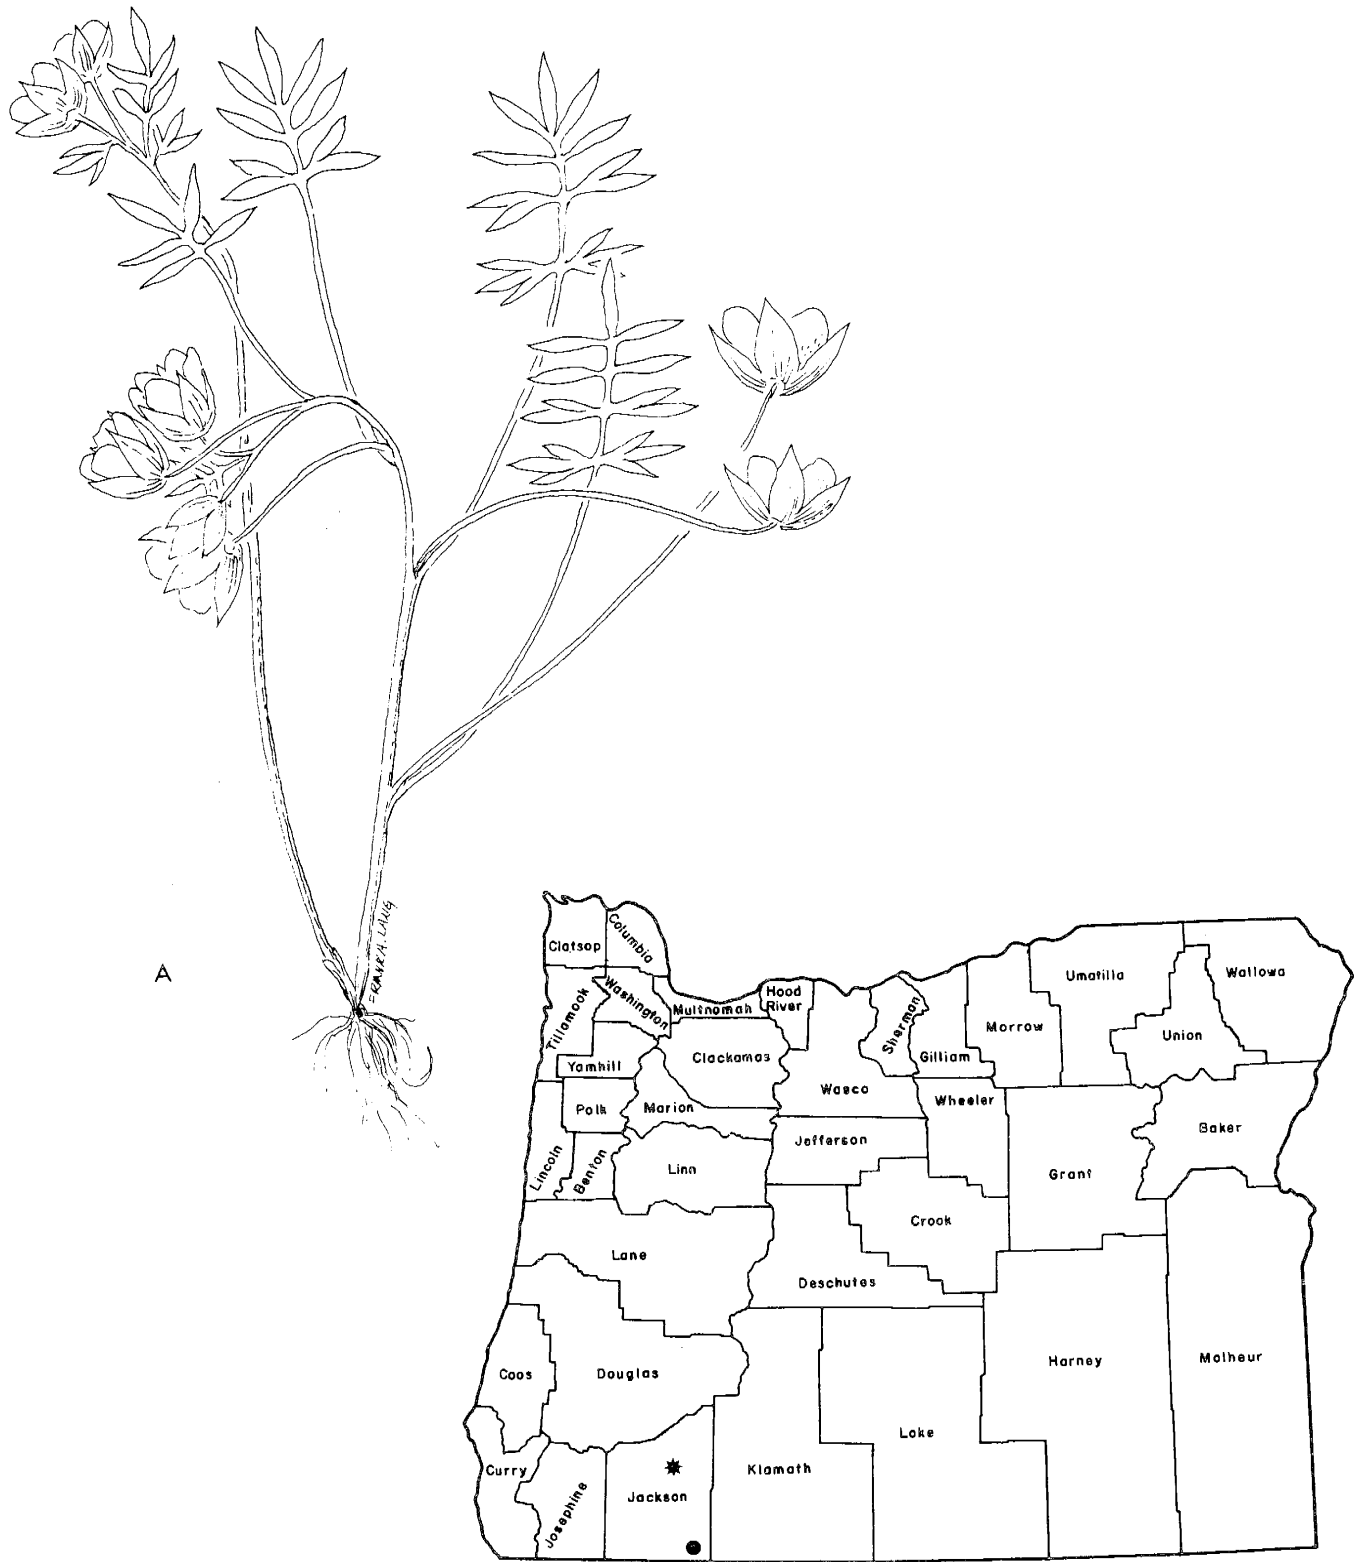 FRANK A. LANG
A
Clatsop
Columbia
Tillamook
Washington
Multnomah
Hood
River
Yamhill
Clackamas
Wasco
Sherman
Gilliam
Morrow
Umatilla
Union
Wallowa
Polk
Marion
Wheeler
Baker
Lincoln
Benton
Linn
Jefferson
Grant
Crook
Lane
Deschutes
Coos
Douglas
Harney
Malheur
Lake
Curry
Josephine
Jackson
Klamath